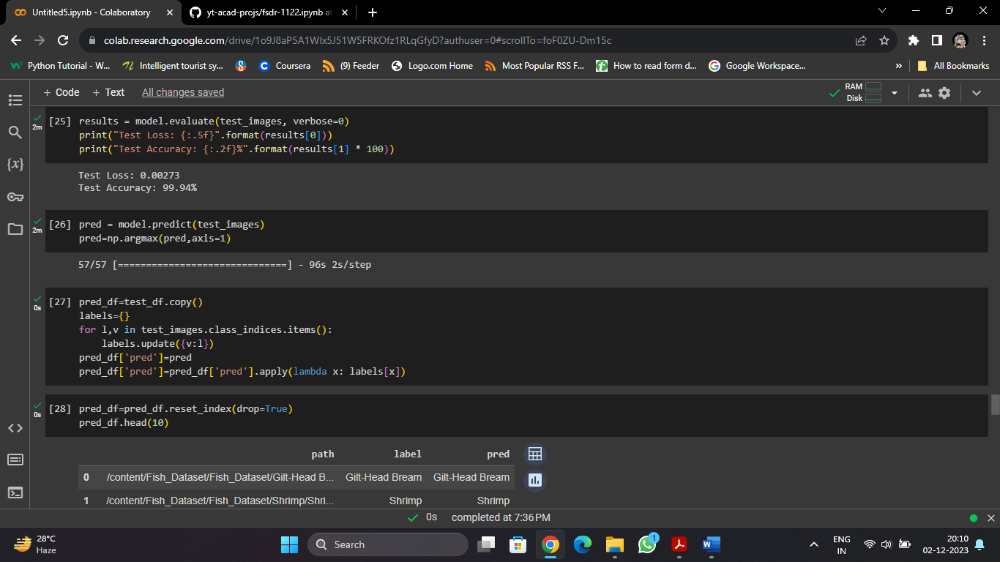 Untitled5.ipynb - Colaboratory
yt-acad-projs/fsdr-1122.ipynb at
colab.research.google.com/drive/1o9J8aP5A1WIx5J51W5FRKOfz1RLqGfyD?authuser=0#scrollTo=foF0ZU-Dm15c
Python Tutorial - W... Intelligent tourist sy... Coursera (9) Feeder Logo.com Home Most Popular RSS F... How to read form d... Google Workspace... » All Bookmarks
+ Code + Text All changes saved RAM
Disk
[25] results = model.evaluate(test_images, verbose=0)
2m
print("Test Loss: {:.5f}".format(results[0]))
print("Test Accuracy: {:.2f}%".format(results[1] * 100))
Test Loss: 0.00273
Test Accuracy: 99.94%
[26] pred = model.predict(test_images)
2m
pred=np.argmax(pred,axis=1)
57/57 [==============================] - 96s 2s/step
[27] pred_df=test_df.copy()
0s
labels={}
for l,v in test_images.class_indices.items():
    labels.update({v:l})
pred_df['pred']=pred
pred_df['pred']=pred_df['pred'].apply(lambda x: labels[x])
[28] pred_df=pred_df.reset_index(drop=True)
0s
pred_df.head(10)
path label pred
0 /content/Fish_Dataset/Fish_Dataset/Gilt-Head B... Gilt-Head Bream Gilt-Head Bream
1 /content/Fish_Dataset/Fish_Dataset/Shrimp/Shri... Shrimp Shrimp
0s completed at 7:36 PM
28°C
Haze
Search
1
ENG
IN
20:10
02-12-2023